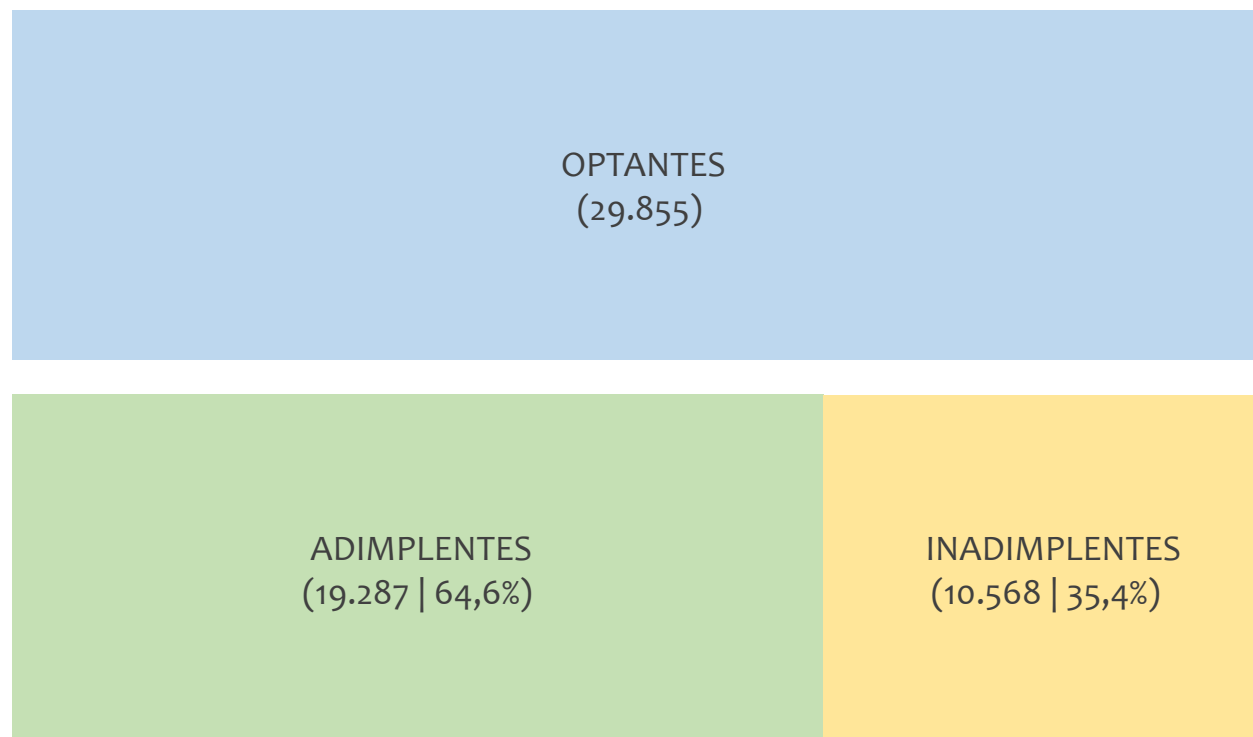 OPTANTES
(29.855)
ADIMPLENTES
(19.287 | 64,6%)
INADIMPLENTES
(10.568 | 35,4%)